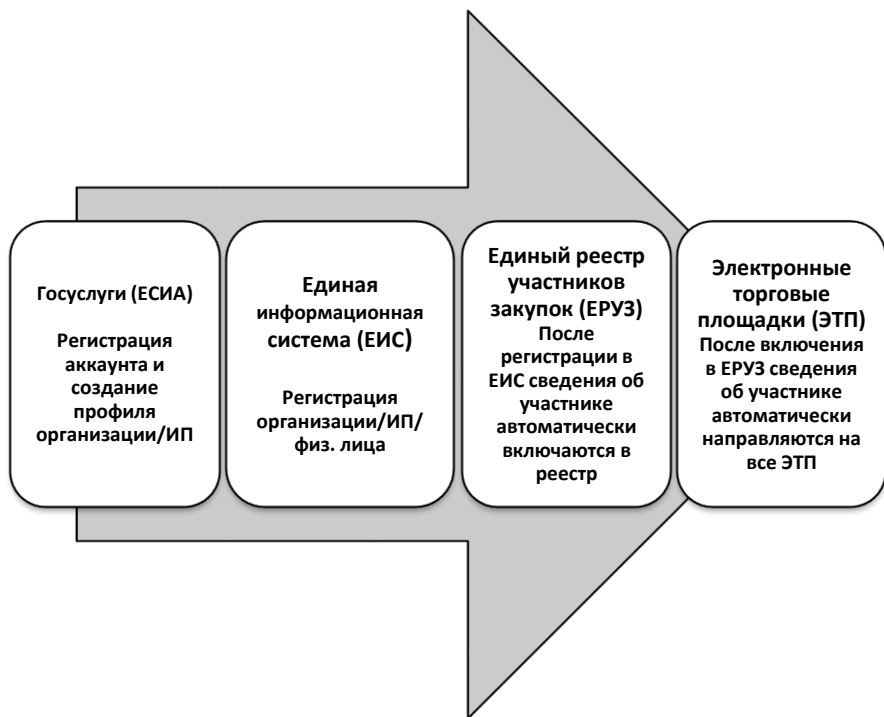 Госуслуги (ЕСИА)
Регистрация
аккаунта и
создание
профиля
организации/ИП
Единая
информационная
система (ЕИС)
Регистрация
организации/ИП/
физ. лица
Единый реестр
участников
закупок (ЕРУЗ)
После
регистрации в
ЕИС сведения об
участнике
автоматически
включаются в
реестр
Электронные
торговые
площадки (ЭТП)
После включения
в ЕРУЗ сведения
об участнике
автоматически
направляются на
все ЭТП